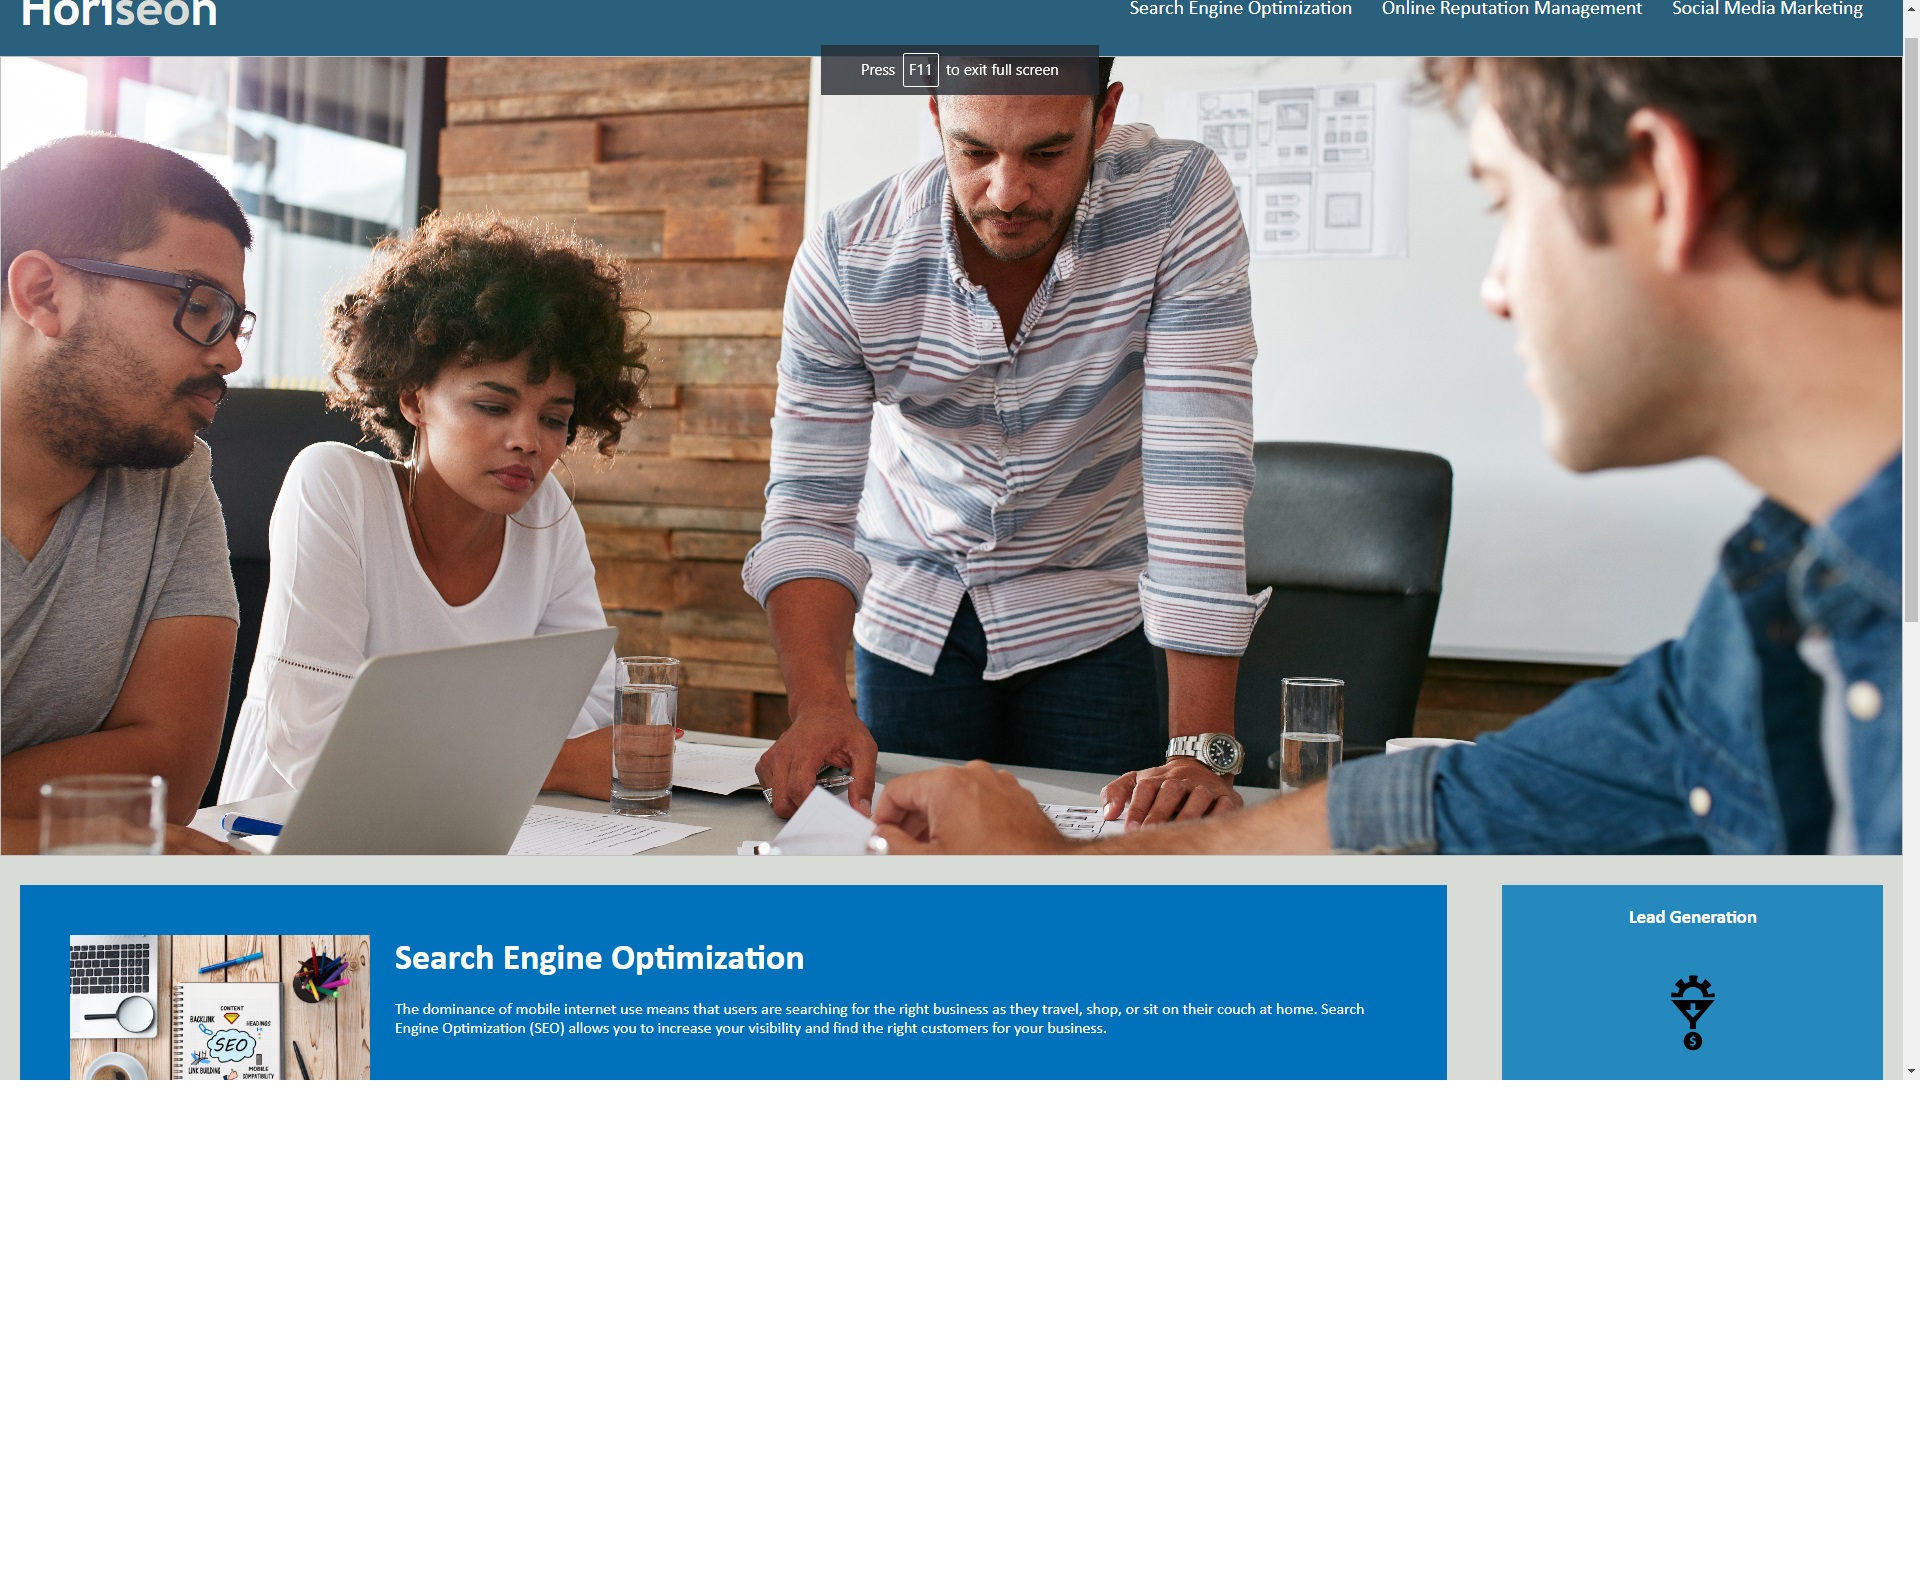 Horiseon
Search Engine Optimization
Online Reputation Management
Social Media Marketing
Press F11 to exit full screen
Search Engine Optimization
The dominance of mobile internet use means that users are searching for the right business as they travel, shop, or sit on their couch at home. Search
Engine Optimization (SEO) allows you to increase your visibility and find the right customers for your business.
CONTENT
BACKLINK
HEADINGS
SEO
LINK BUILDING
MOBILE
COMPATIBILITY
Lead Generation
$